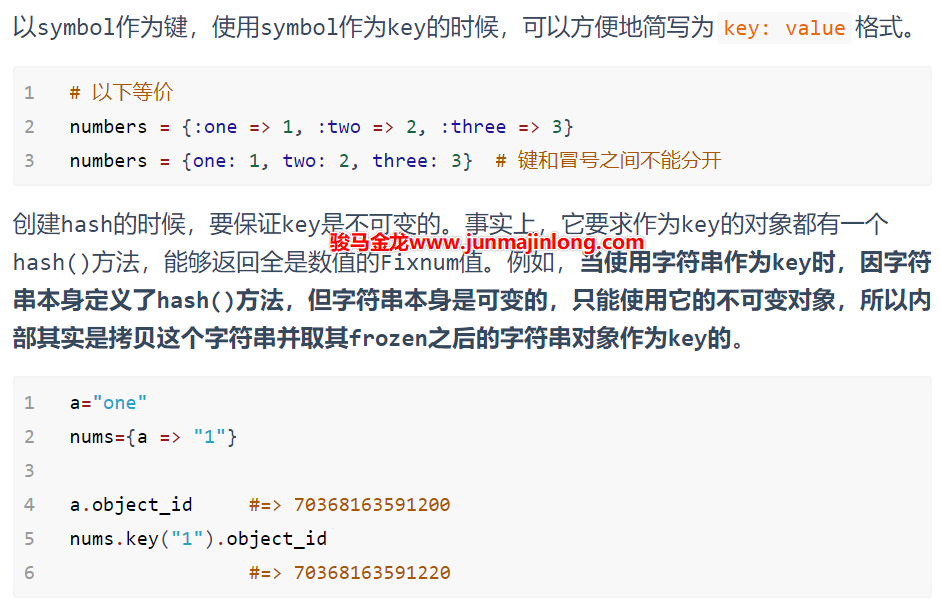 以symbol作为键，使用symbol作为key的时候，可以方便地简写为 key: value 格式。
1 # 以下等价
2 numbers = {:one => 1, :two => 2, :three => 3}
3 numbers = {one: 1, two: 2, three: 3}  # 键和冒号之间不能分开
创建hash的时候，要保证key是不可变的。事实上，它要求作为key的对象都有一个
骏马金龙www.junmajinlong.com
hash()方法，能够返回全是数值的Fixnum值。例如，当使用字符串作为key时，因字符
串本身定义了hash()方法，但字符串本身是可变的，只能使用它的不可变对象，所以内
部其实是拷贝这个字符串并取其frozen之后的字符串对象作为key的。
1 a="one"
2 nums={a => "1"}
3
4 a.object_id     #=> 70368163591200
5 nums.key("1").object_id
6                 #=> 70368163591220